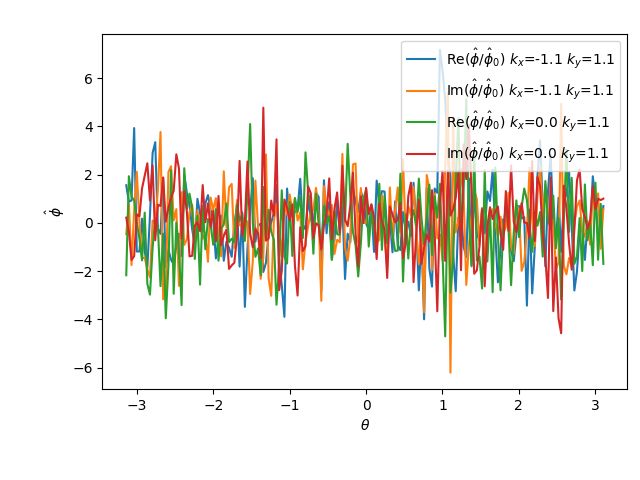 Re(ϕ̂/ϕ̂₀) kₓ=-1.1 k_y=1.1
Im(ϕ̂/ϕ̂₀) kₓ=-1.1 k_y=1.1
Re(ϕ̂/ϕ̂₀) kₓ=0.0 k_y=1.1
Im(ϕ̂/ϕ̂₀) kₓ=0.0 k_y=1.1
6
4
2
0
−2
−4
−6
ϕ̂
−3 −2 −1 0 1 2 3
θ